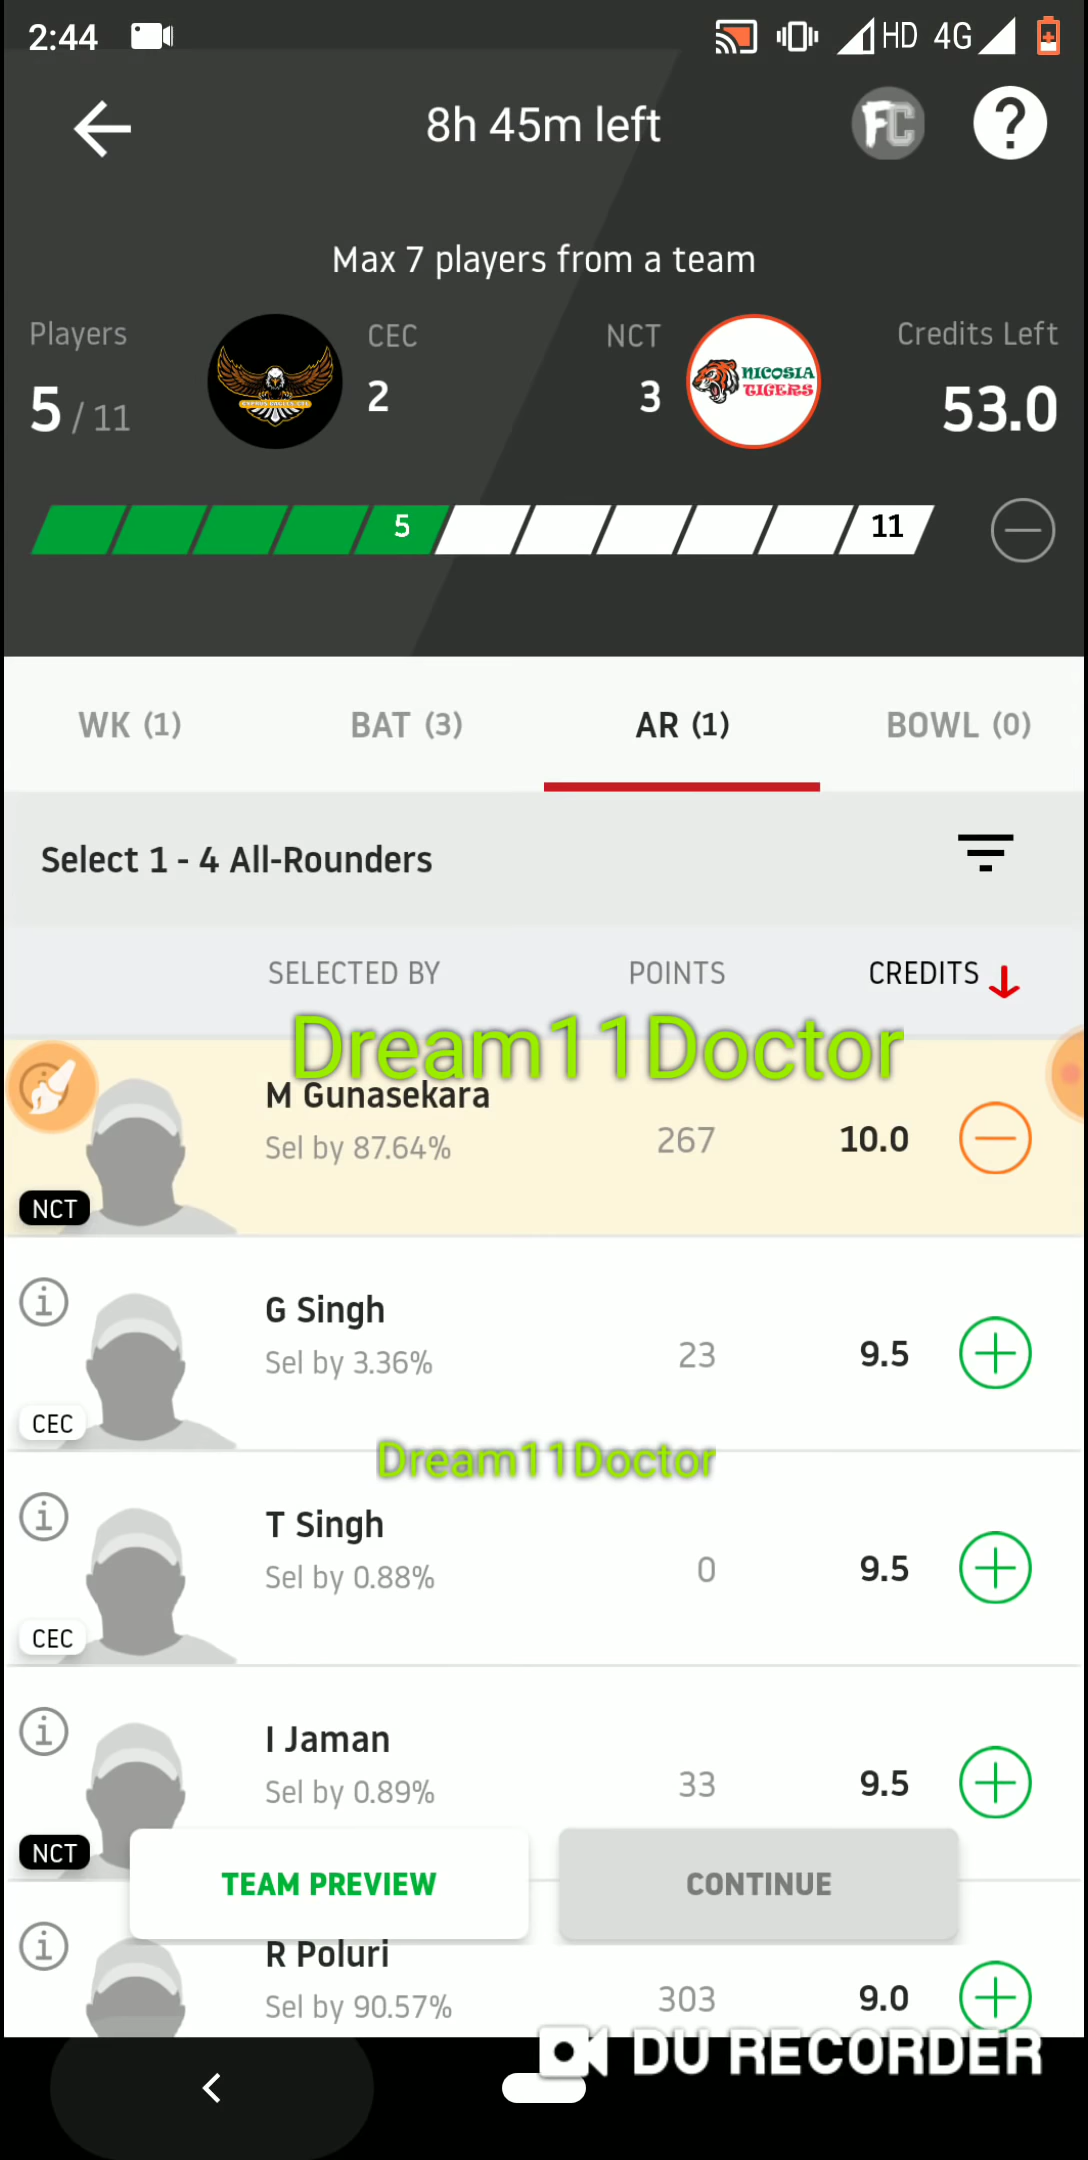 2:44 HD 4G
8h 45m left FC ?
Max 7 players from a team
Players CEC NCT Credits Left
5 / 11 2 NICOSIA TIGERS 3 53.0
5 11
WK (1) BAT (3) AR (1) BOWL (0)
Select 1 - 4 All-Rounders
SELECTED BY POINTS CREDITS
Dream11Doctor
M Gunasekara
Sel by 87.64% 267 10.0
NCT
G Singh
Sel by 3.36% 23 9.5
CEC
Dream11Doctor
T Singh
Sel by 0.88% 0 9.5
CEC
I Jaman
Sel by 0.89% 33 9.5
NCT
TEAM PREVIEW CONTINUE
R Poluri
Sel by 90.57% 303 9.0
DU RECORDER